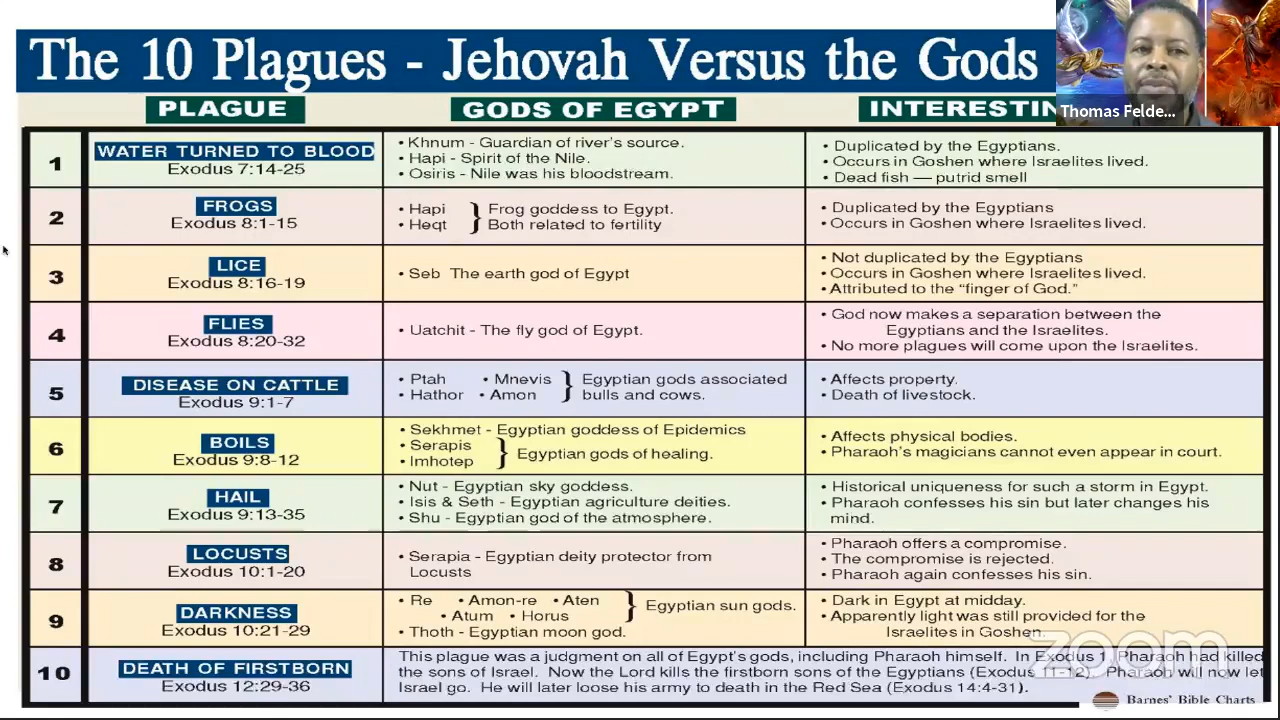 The 10 Plagues - Jehovah Versus the Gods
Thomas Felde...
PLAGUE GODS OF EGYPT INTERESTIN
1
WATER TURNED TO BLOOD
Exodus 7:14-25
• Khnum - Guardian of river's source.
• Hapi - Spirit of the Nile.
• Osiris - Nile was his bloodstream.
• Duplicated by the Egyptians.
• Occurs in Goshen where Israelites lived.
• Dead fish — putrid smell
2
FROGS
Exodus 8:1-15
• Hapi } Frog goddess to Egypt.
• Heqt } Both related to fertility
• Duplicated by the Egyptians
• Occurs in Goshen where Israelites lived.
3
LICE
Exodus 8:16-19
• Seb The earth god of Egypt
• Not duplicated by the Egyptians
• Occurs in Goshen where Israelites lived.
• Attributed to the “finger of God.”
4
FLIES
Exodus 8:20-32
• Uatchit - The fly god of Egypt.
• God now makes a separation between the
Egyptians and the Israelites.
• No more plagues will come upon the Israelites.
5
DISEASE ON CATTLE
Exodus 9:1-7
• Ptah • Mnevis } Egyptian gods associated
• Hathor • Amon } bulls and cows.
• Affects property.
• Death of livestock.
6
BOILS
Exodus 9:8-12
• Sekhmet - Egyptian goddess of Epidemics
• Serapis
• Imhotep } Egyptian gods of healing.
• Affects physical bodies.
• Pharaoh's magicians cannot even appear in court.
7
HAIL
Exodus 9:13-35
• Nut - Egyptian sky goddess.
• Isis & Seth - Egyptian agriculture deities.
• Shu - Egyptian god of the atmosphere.
• Historical uniqueness for such a storm in Egypt.
• Pharaoh confesses his sin but later changes his
mind.
8
LOCUSTS
Exodus 10:1-20
• Serapia - Egyptian deity protector from
Locusts
• Pharaoh offers a compromise.
• The compromise is rejected.
• Pharaoh again confesses his sin.
9
DARKNESS
Exodus 10:21-29
• Re • Amon-re • Aten
• Atum • Horus } Egyptian sun gods.
• Thoth - Egyptian moon god.
• Dark in Egypt at midday.
• Apparently light was still provided for the
Israelites in Goshen.
10
DEATH OF FIRSTBORN
Exodus 12:29-36
This plague was a judgment on all of Egypt's gods, including Pharaoh himself. In Exodus 1, Pharaoh had killed
the sons of Israel. Now the Lord kills the firstborn sons of the Egyptians (Exodus 11-12). Pharaoh will now let
Israel go. He will later loose his army to death in the Red Sea (Exodus 14:4-31).
zoom
Barnes' Bible Charts